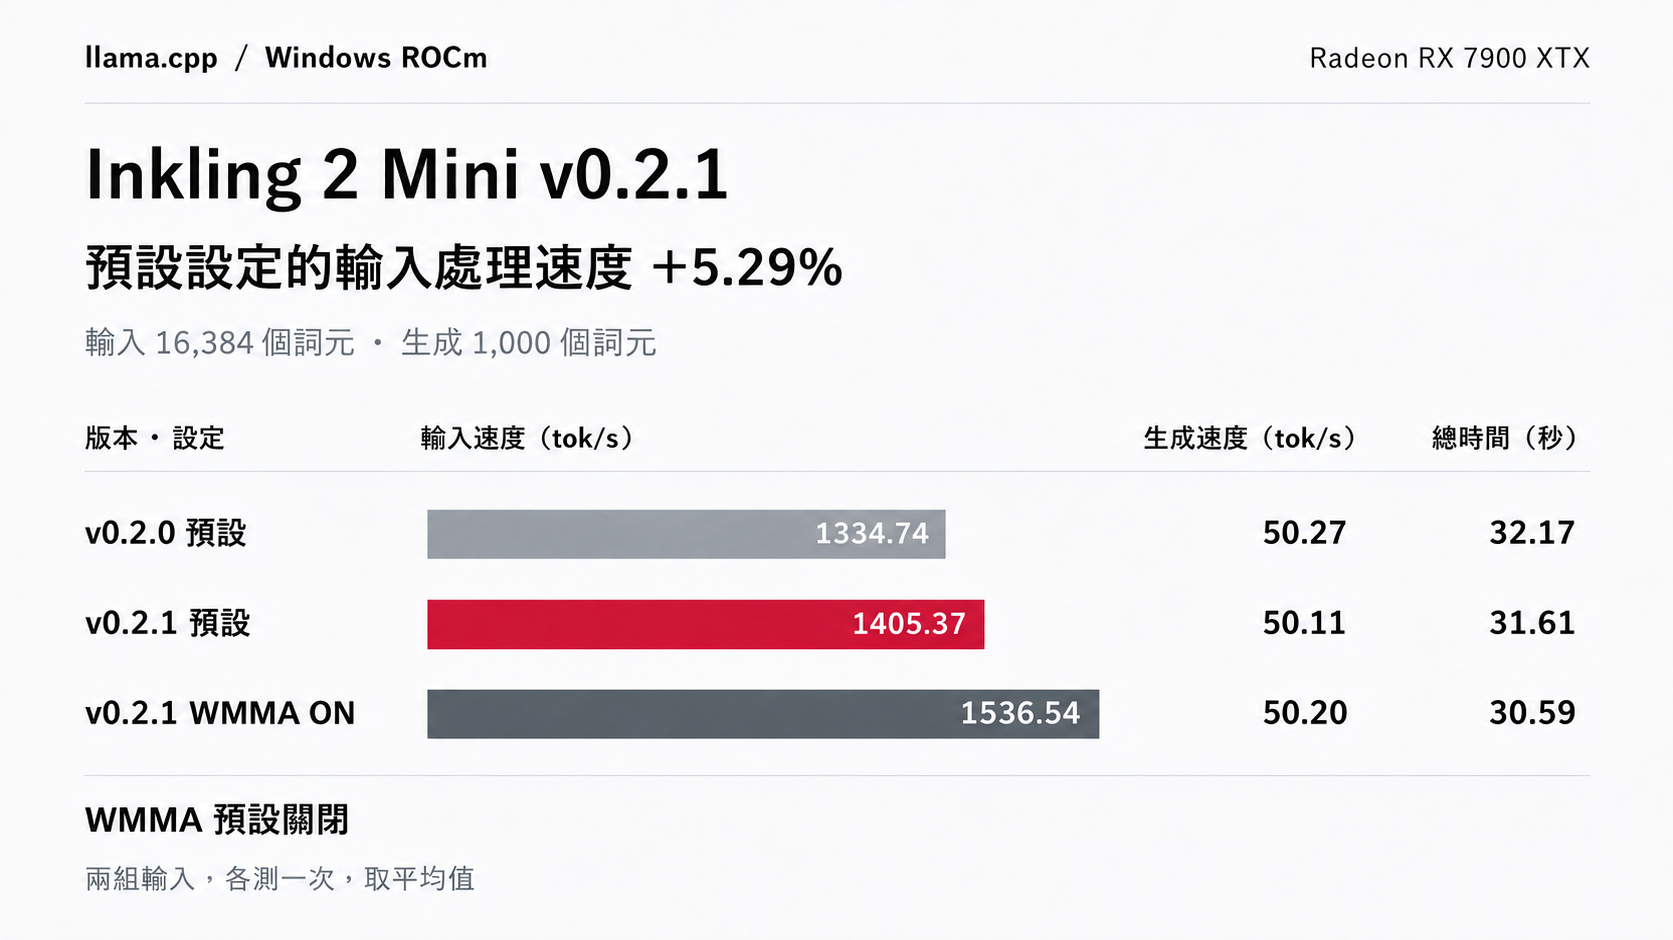 llama.cpp / Windows ROCm
Radeon RX 7900 XTX
Inkling 2 Mini v0.2.1
預設設定的輸入處理速度 +5.29%
輸入 16,384 個詞元 · 生成 1,000 個詞元
版本・設定 輸入速度（tok/s） 生成速度（tok/s） 總時間（秒）
v0.2.0 預設 1334.74 50.27 32.17
v0.2.1 預設 1405.37 50.11 31.61
v0.2.1 WMMA ON 1536.54 50.20 30.59
WMMA 預設關閉
兩組輸入，各測一次，取平均值